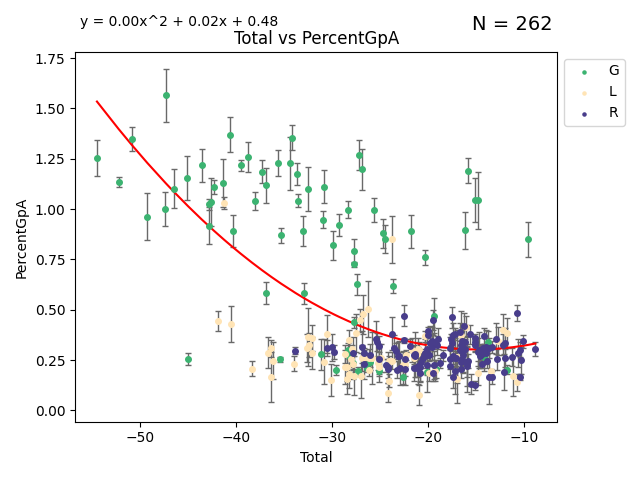 y = 0.00x^2 + 0.02x + 0.48
N = 262
Total vs PercentGpA
1.75
1.50
1.25
1.00
0.75
0.50
0.25
0.00
PercentGpA
−50
−40
−30
−20
−10
Total
G
L
R